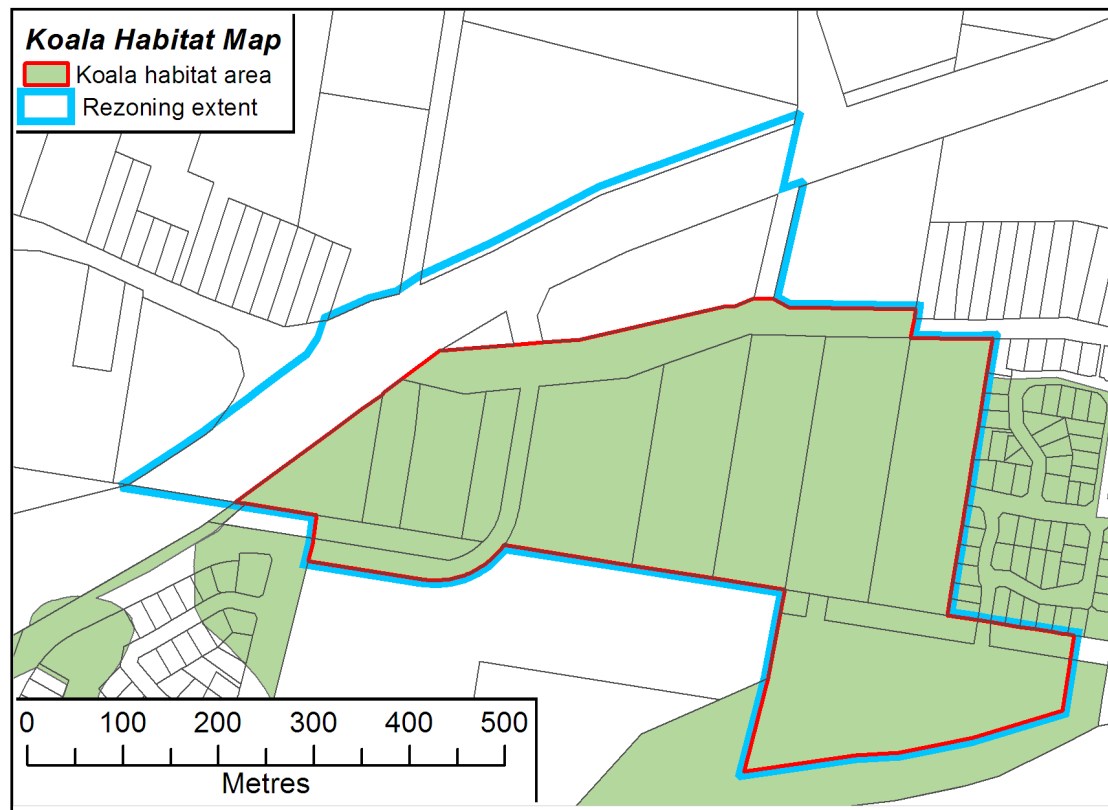 Koala Habitat Map
Koala habitat area
Rezoning extent
0 100 200 300 400 500
Metres